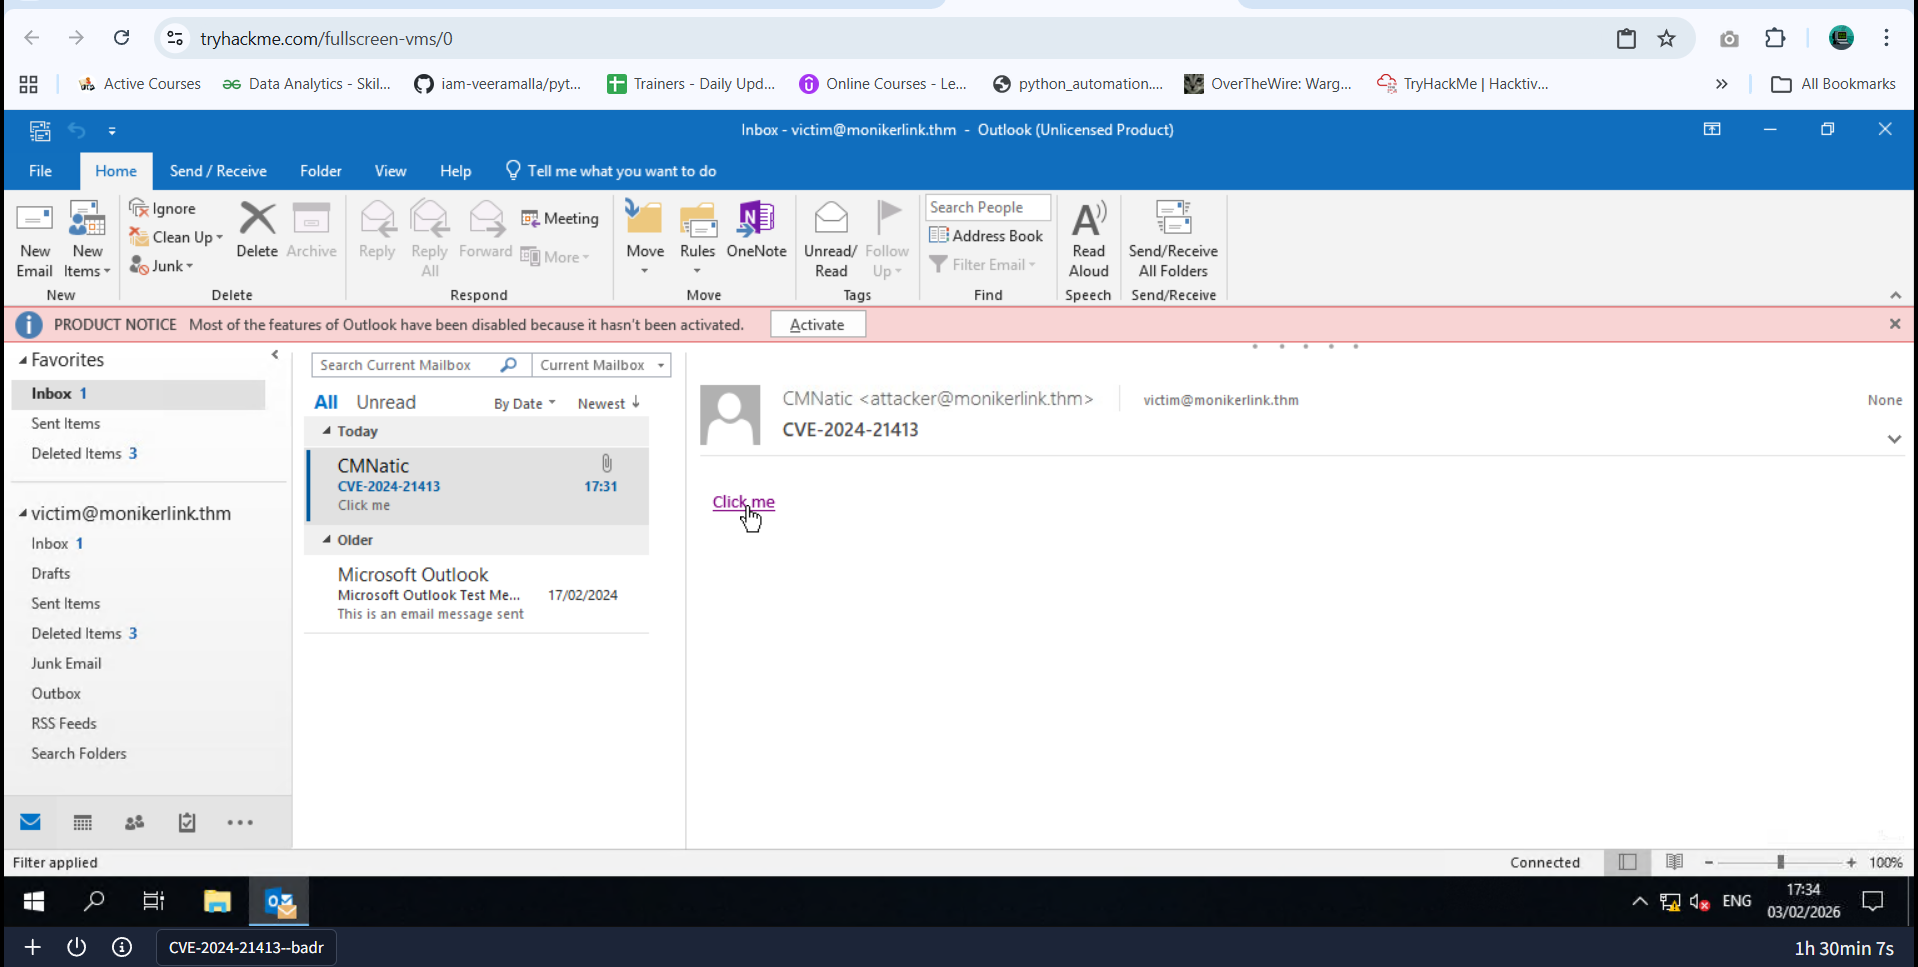 tryhackme.com/fullscreen-vms/0
Active Courses
Data Analytics - Skil...
iam-veeramalla/pyt...
Trainers - Daily Upd...
Online Courses - Le...
python_automation....
OverTheWire: Warg...
TryHackMe | Hacktiv...
All Bookmarks
Inbox - victim@monikerlink.thm - Outlook (Unlicensed Product)
File
Home
Send / Receive
Folder
View
Help
Tell me what you want to do
New Email
New Items
New
Ignore
Clean Up
Junk
Delete
Archive
Delete
Reply
Reply All
Forward
Meeting
More
Respond
Move
Rules
OneNote
Move
Unread/ Read
Follow Up
Tags
Search People
Address Book
Filter Email
Find
Read Aloud
Speech
Send/Receive All Folders
Send/Receive
PRODUCT NOTICE Most of the features of Outlook have been disabled because it hasn't been activated.
Activate
Favorites
Inbox 1
Sent Items
Deleted Items 3
victim@monikerlink.thm
Inbox 1
Drafts
Sent Items
Deleted Items 3
Junk Email
Outbox
RSS Feeds
Search Folders
Search Current Mailbox
Current Mailbox
All
Unread
By Date
Newest
Today
CMNatic
CVE-2024-21413
17:31
Click me
Older
Microsoft Outlook
Microsoft Outlook Test Me...
17/02/2024
This is an email message sent
CMNatic <attacker@monikerlink.thm>
victim@monikerlink.thm
None
CVE-2024-21413
Click me
Filter applied
Connected
100%
ENG
17:34
03/02/2026
CVE-2024-21413--badr
1h 30min 7s